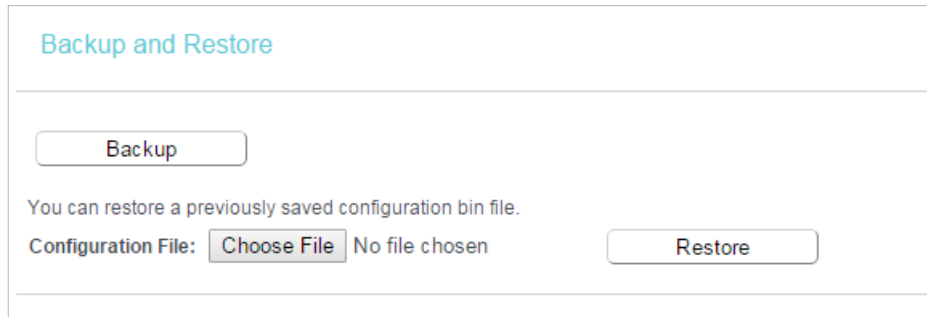 Backup and Restore
Backup
You can restore a previously saved configuration bin file.
Configuration File: Choose File No file chosen Restore